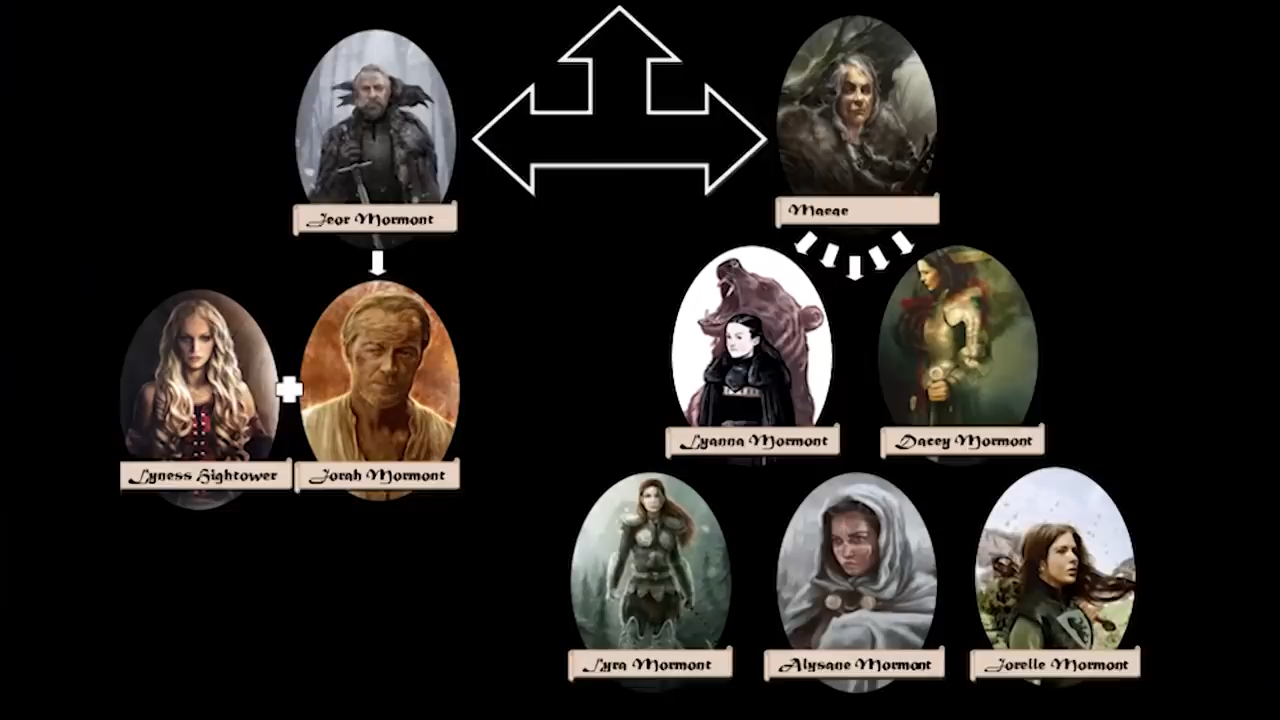 Jeor Mormont
Maege
Lyanna Mormont
Dacey Mormont
Lyness Hightower
Jorah Mormont
Lyra Mormont
Alysane Mormont
Jorelle Mormont